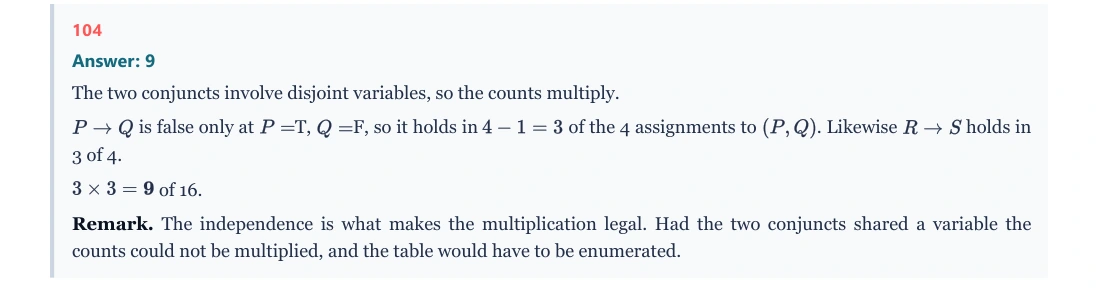 104
Answer: 9
The two conjuncts involve disjoint variables, so the counts multiply.
P → Q is false only at P =T, Q =F, so it holds in 4 − 1 = 3 of the 4 assignments to (P, Q). Likewise R → S holds in
3 of 4.
3 × 3 = 9 of 16.
Remark. The independence is what makes the multiplication legal. Had the two conjuncts shared a variable the
counts could not be multiplied, and the table would have to be enumerated.